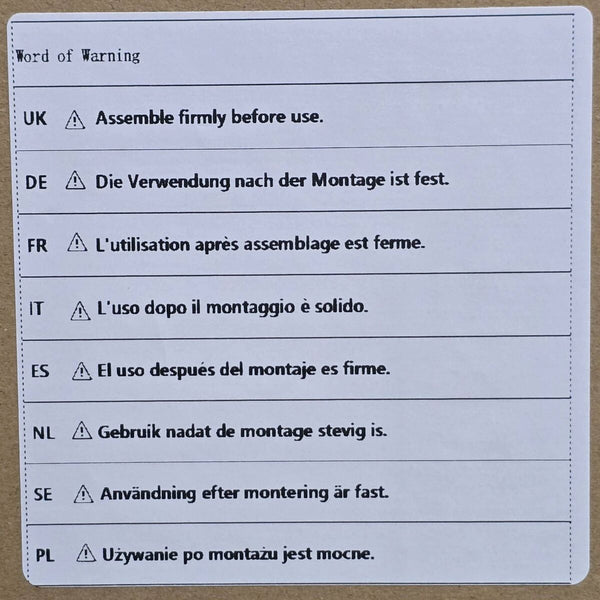 Word of Warning
UK ⚠ Assemble firmly before use.
DE ⚠ Die Verwendung nach der Montage ist fest.
FR ⚠ L'utilisation après assemblage est ferme.
IT ⚠ L'uso dopo il montaggio è solido.
ES ⚠ El uso después del montaje es firme.
NL ⚠ Gebruik nadat de montage stevig is.
SE ⚠ Användning efter montering är fast.
PL ⚠ Używanie po montażu jest mocne.